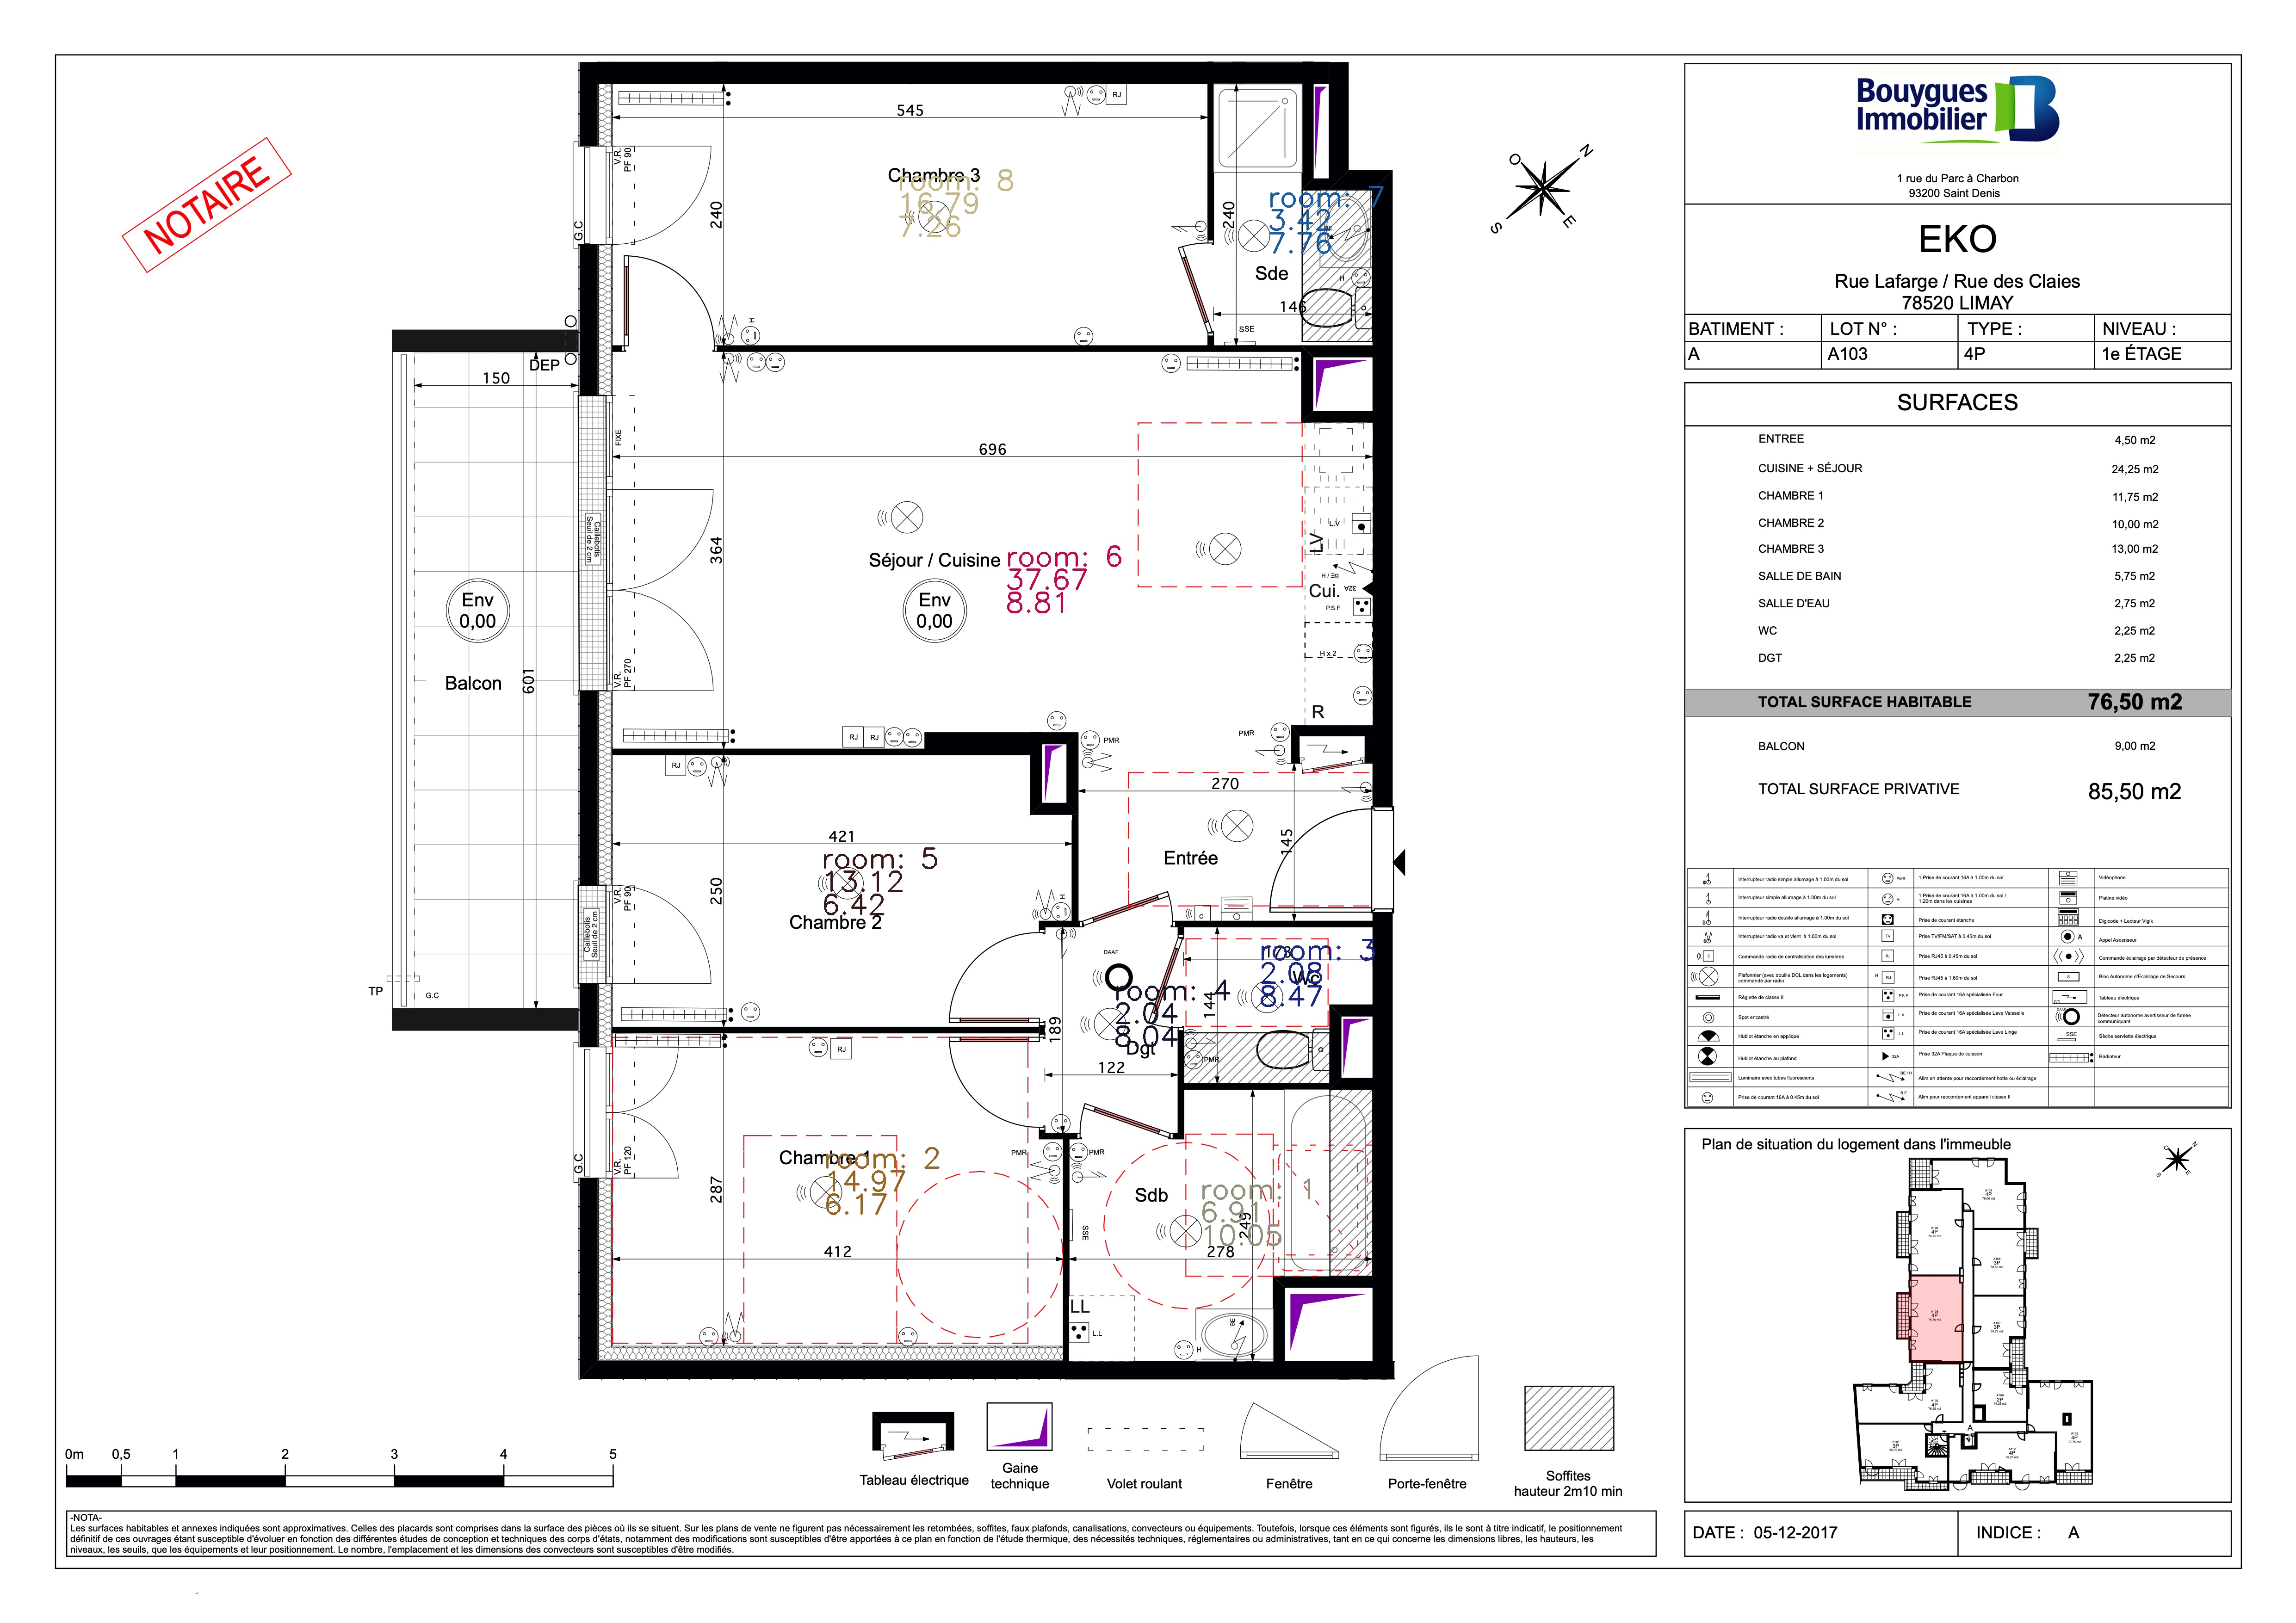 NOTAIRE
545
Chambre 3
room: 8
16.79
7.26
240
V.R.
PF 90
G.C
RJ
240
room: 7
3.42
7.76
Sde
H
146
SSE
H
DEP
150
FIXE
696
364
Caillebotis
Seuil de 2 cm
Séjour / Cuisine
room: 6
37.67
8.81
Env
0,00
Env
0,00
Balcon
601
V.R.
PF 270
L.V
LV
BE / H
32A
Cui.
P.S.F
H x 2
R
RJ
RJ
PMR
PMR
RJ
270
421
145
room: 5
13.12
6.42
Chambre 2
250
V.R.
PF 90
Caillebotis
Seuil de 2 cm
H
Entrée
C
TP
G.C
DAAF
173
room: 3
2.08
8.47
Wc
144
room: 4
2.04
8.04
Dgt
189
122
PMR
RJ
G.C
V.R.
PF 120
287
Chambre 1
room: 2
14.97
6.17
412
PMR
PMR
Sdb
room: 1
6.91
10.05
249
278
SSE
LL
L.L
H
BE
N
O
E
S
0m
0,5
1
2
3
4
5
Tableau électrique
Gaine
technique
Volet roulant
Fenêtre
Porte-fenêtre
Soffites
hauteur 2m10 min
-NOTA-
Les surfaces habitables et annexes indiquées sont approximatives. Celles des placards sont comprises dans la surface des pièces où ils se situent. Sur les plans de vente ne figurent pas nécessairement les retombées, soffites, faux plafonds, canalisations, convecteurs ou équipements. Toutefois, lorsque ces éléments sont figurés, ils le sont à titre indicatif, le positionnement
définitif de ces ouvrages étant susceptible d'évoluer en fonction des différentes études de conception et techniques des corps d'états, notamment des modifications sont susceptibles d'être apportées à ce plan en fonction de l'étude thermique, des nécessités techniques, réglementaires ou administratives, tant en ce qui concerne les dimensions libres, les hauteurs, les
niveaux, les seuils, que les équipements et leur positionnement. Le nombre, l'emplacement et les dimensions des convecteurs sont susceptibles d'être modifiés.
Bouygues
Immobilier
1 rue du Parc à Charbon
93200 Saint Denis
EKO
Rue Lafarge / Rue des Claies
78520 LIMAY
BATIMENT : LOT N° : TYPE : NIVEAU :
A A103 4P 1e ÉTAGE
SURFACES
ENTREE 4,50 m2
CUISINE + SÉJOUR 24,25 m2
CHAMBRE 1 11,75 m2
CHAMBRE 2 10,00 m2
CHAMBRE 3 13,00 m2
SALLE DE BAIN 5,75 m2
SALLE D'EAU 2,75 m2
WC 2,25 m2
DGT 2,25 m2
TOTAL SURFACE HABITABLE 76,50 m2
BALCON 9,00 m2
TOTAL SURFACE PRIVATIVE 85,50 m2
Interrupteur radio simple allumage à 1.00m du sol
PMR
1 Prise de courant 16A à 1.00m du sol
Vidéophone
Interrupteur simple allumage à 1.00m du sol
H
1 Prise de courant 16A à 1.00m du sol /
1.20m dans les cuisines
Platine vidéo
Interrupteur radio double allumage à 1.00m du sol
Prise de courant étanche
Digicode + Lecteur Vigik
Interrupteur radio va et vient à 1.00m du sol
TV
Prise TV/FM/SAT à 0.45m du sol
A
Appel Ascenseur
C
Commande radio de centralisation des lumières
RJ
Prise RJ45 à 0.45m du sol
Commande éclairage par détecteur de présence
Plafonnier (avec douille DCL dans les logements)
commandé par radio
H
RJ
Prise RJ45 à 1.60m du sol
Bloc Autonome d'Eclairage de Secours
Réglette de classe II
P.S.F
Prise de courant 16A spécialisée Four
Tableau électrique
Spot encastré
L.V
Prise de courant 16A spécialisée Lave Vaisselle
Détecteur autonome avertisseur de fumée
communiquant
Hublot étanche en applique
L.L
Prise de courant 16A spécialisée Lave Linge
SSE
Sèche serviette électrique
Hublot étanche au plafond
32A
Prise 32A Plaque de cuisson
Radiateur
Luminaire avec tubes fluorescents
BE / H
Alim en attente pour raccordement hotte ou éclairage
Prise de courant 16A à 0.45m du sol
B.E
Alim pour raccordement appareil classe II
Plan de situation du logement dans l'immeuble
N
E
S
4P
4P
3P
4P
3P
4P
2P
4P
3P
4P
A
DATE : 05-12-2017
INDICE : A